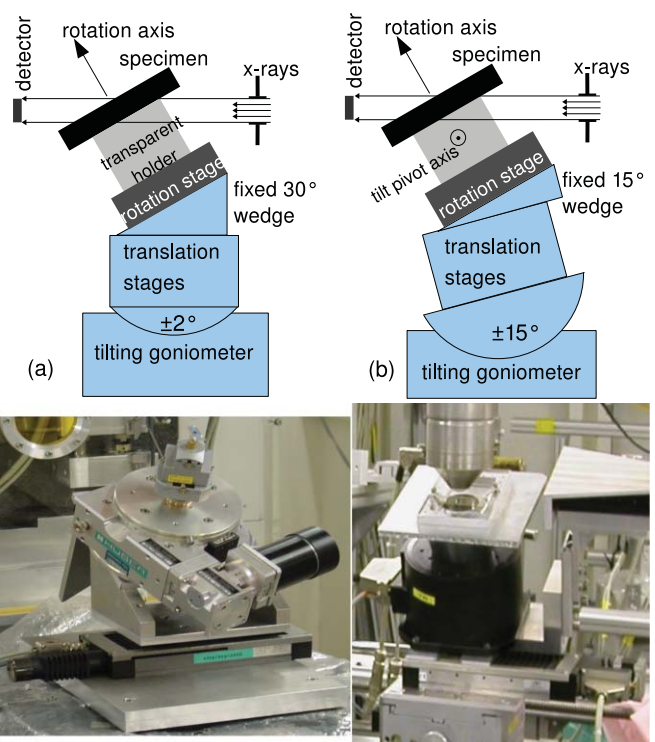 rotation axis
specimen
detector
x-rays
transparent
holder
rotation stage
fixed 30°
wedge
translation
stages
±2°
tilting goniometer
(a)
rotation axis
specimen
detector
x-rays
tilt pivot axis
rotation stage
fixed 15°
wedge
translation
stages
±15°
tilting goniometer
(b)